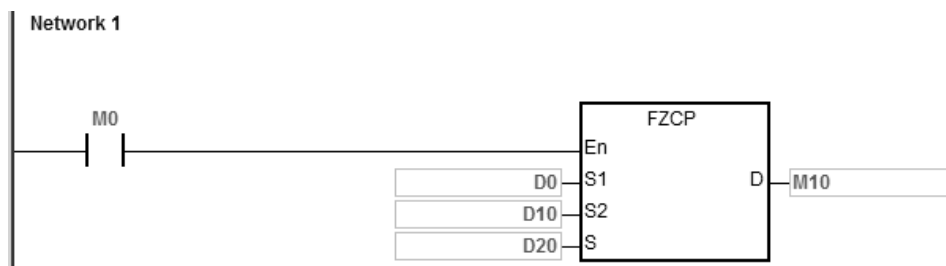 Network 1
M0
FZCP
En
D0 S1 D M10
D10 S2
D20 S